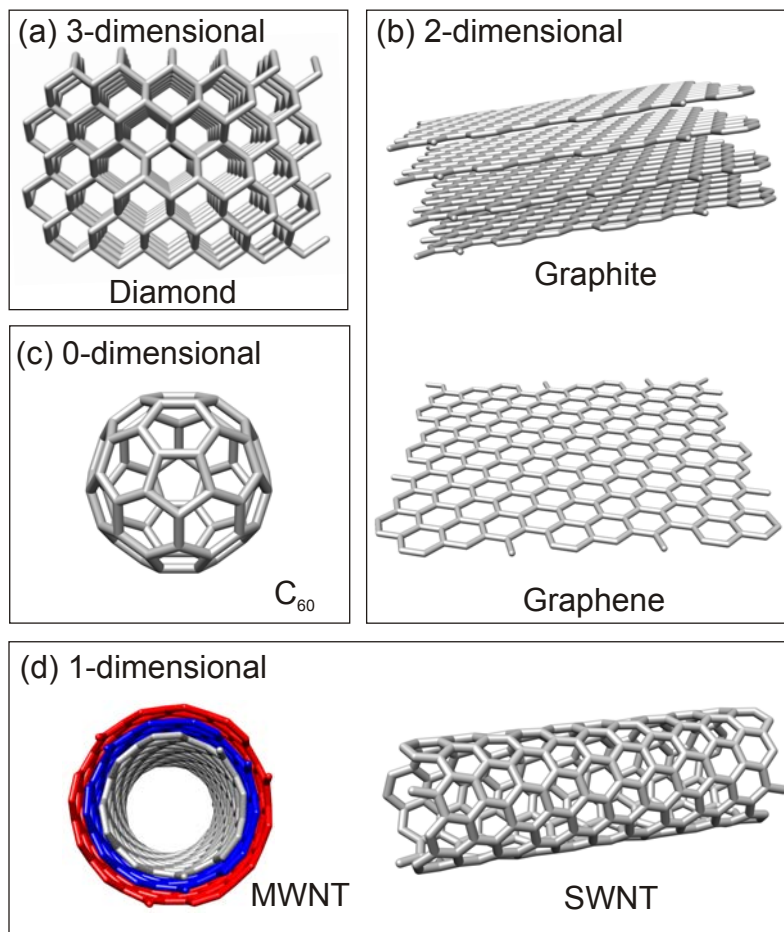 (a) 3-dimensional
Diamond
(b) 2-dimensional
Graphite
Graphene
(c) 0-dimensional
C₆₀
(d) 1-dimensional
MWNT
SWNT